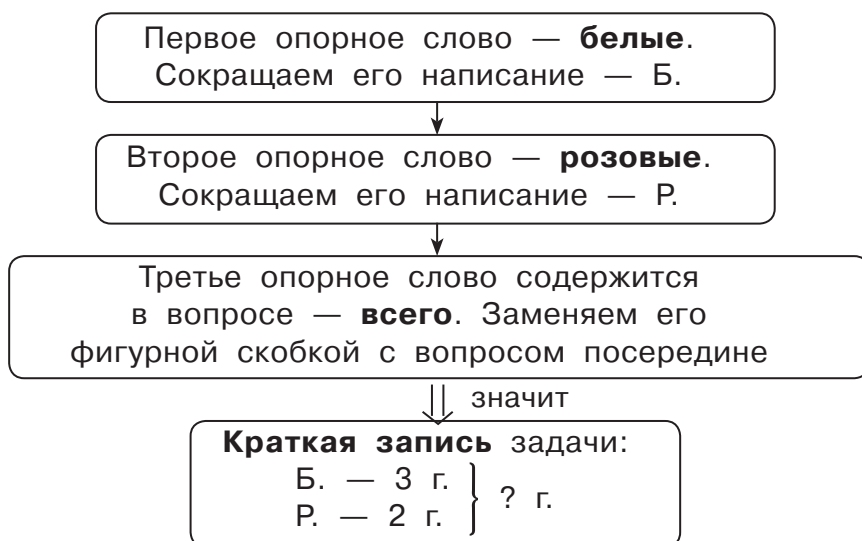 Первое опорное слово — белые.
Сокращаем его написание — Б.
Второе опорное слово — розовые.
Сокращаем его написание — Р.
Третье опорное слово содержится
в вопросе — всего. Заменяем его
фигурной скобкой с вопросом посередине
значит
Краткая запись задачи:
Б. — 3 г.
Р. — 2 г.
} ? г.